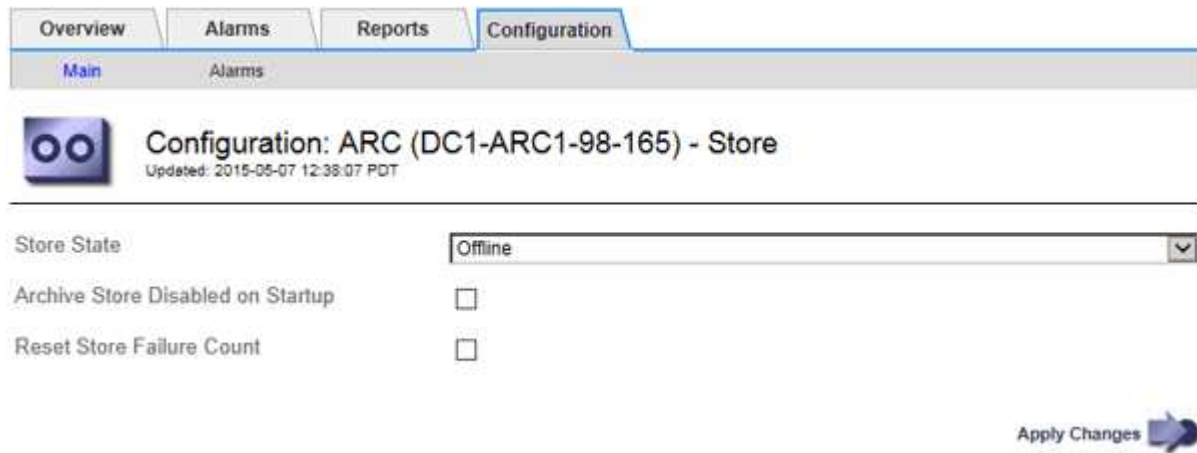 Overview Alarms Reports Configuration
Main Alarms
Configuration: ARC (DC1-ARC1-98-165) - Store
Updated: 2015-05-07 12:38:07 PDT
Store State Offline
Archive Store Disabled on Startup
Reset Store Failure Count
Apply Changes